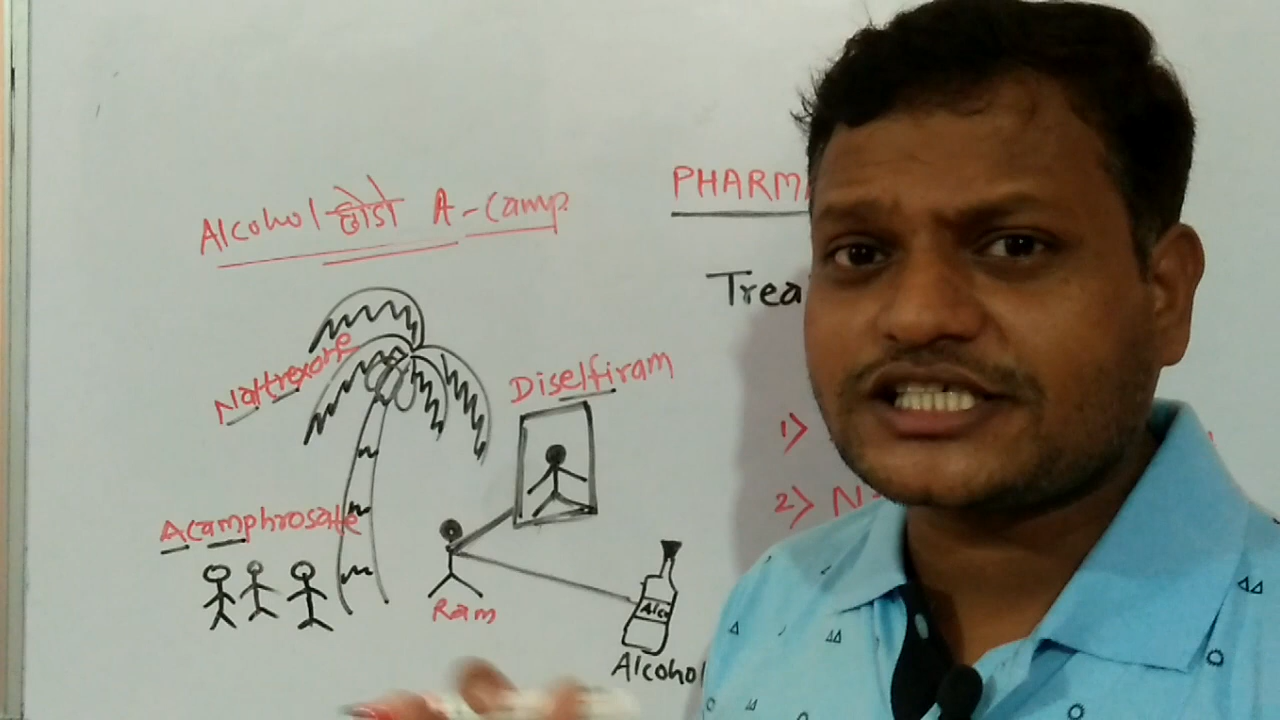 Alcohol छोडो A-Camp.
PHARM
Trea
Naltrexone
Diselfiram
1)
2) N
Acamphrosate
Ram
Alco
Alcohol